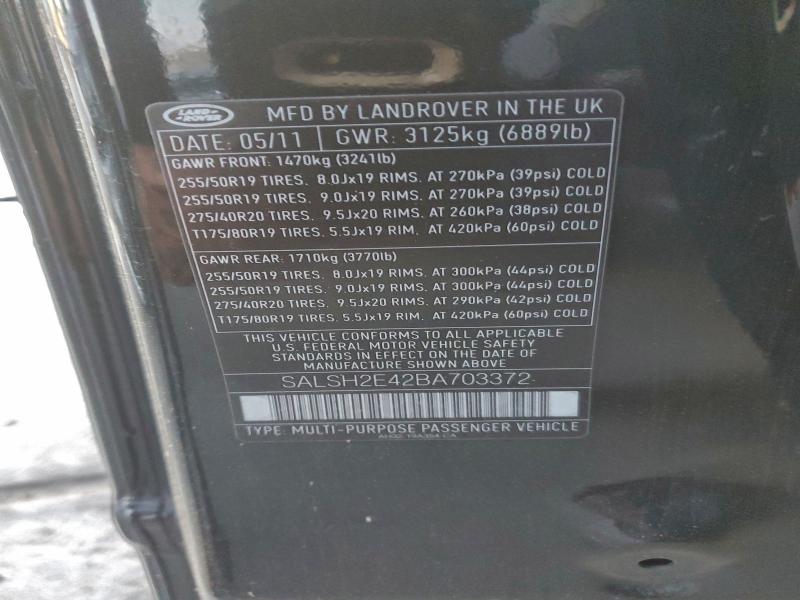 LAND ROVER
MFD BY LANDROVER IN THE UK
DATE: 05/11 GWR: 3125kg (6889lb)
GAWR FRONT: 1470kg (3241lb)
255/50R19 TIRES, 8.0Jx19 RIMS, AT 270kPa (39psi) COLD
255/50R19 TIRES, 9.0Jx19 RIMS, AT 270kPa (39psi) COLD
275/40R20 TIRES, 9.5Jx20 RIMS, AT 260kPa (38psi) COLD
T175/80R19 TIRES, 5.5Jx19 RIM, AT 420kPa (60psi) COLD
GAWR REAR: 1710kg (3770lb)
255/50R19 TIRES, 8.0Jx19 RIMS, AT 300kPa (44psi) COLD
255/50R19 TIRES, 9.0Jx19 RIMS, AT 300kPa (44psi) COLD
275/40R20 TIRES, 9.5Jx20 RIMS, AT 290kPa (42psi) COLD
T175/80R19 TIRES, 5.5Jx19 RIM, AT 420kPa (60psi) COLD
THIS VEHICLE CONFORMS TO ALL APPLICABLE
U.S. FEDERAL MOTOR VEHICLE SAFETY
STANDARDS IN EFFECT ON THE DATE OF
MANUFACTURE SHOWN ABOVE
SALSH2E42BA703372
TYPE: MULTI-PURPOSE PASSENGER VEHICLE